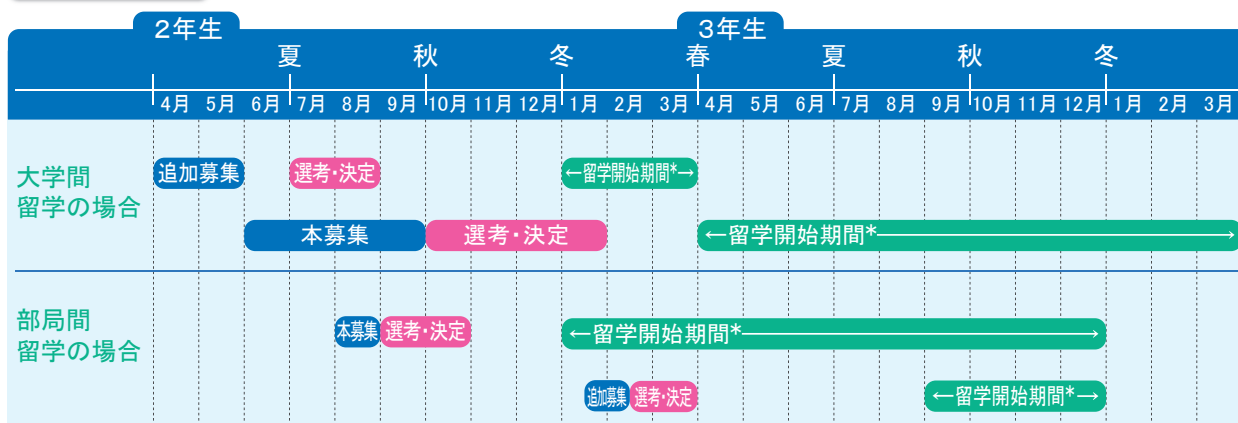 2年生 3年生
夏 秋 冬 春 夏 秋 冬
4月 5月 6月 7月 8月 9月 10月 11月 12月 1月 2月 3月 4月 5月 6月 7月 8月 9月 10月 11月 12月 1月 2月 3月
大学間
留学の場合
追加募集 選考・決定 ←留学開始期間*→
本募集 選考・決定 ←留学開始期間*→
部局間
留学の場合
本募集 選考・決定 ←留学開始期間*→
追加募集 選考・決定 ←留学開始期間*→